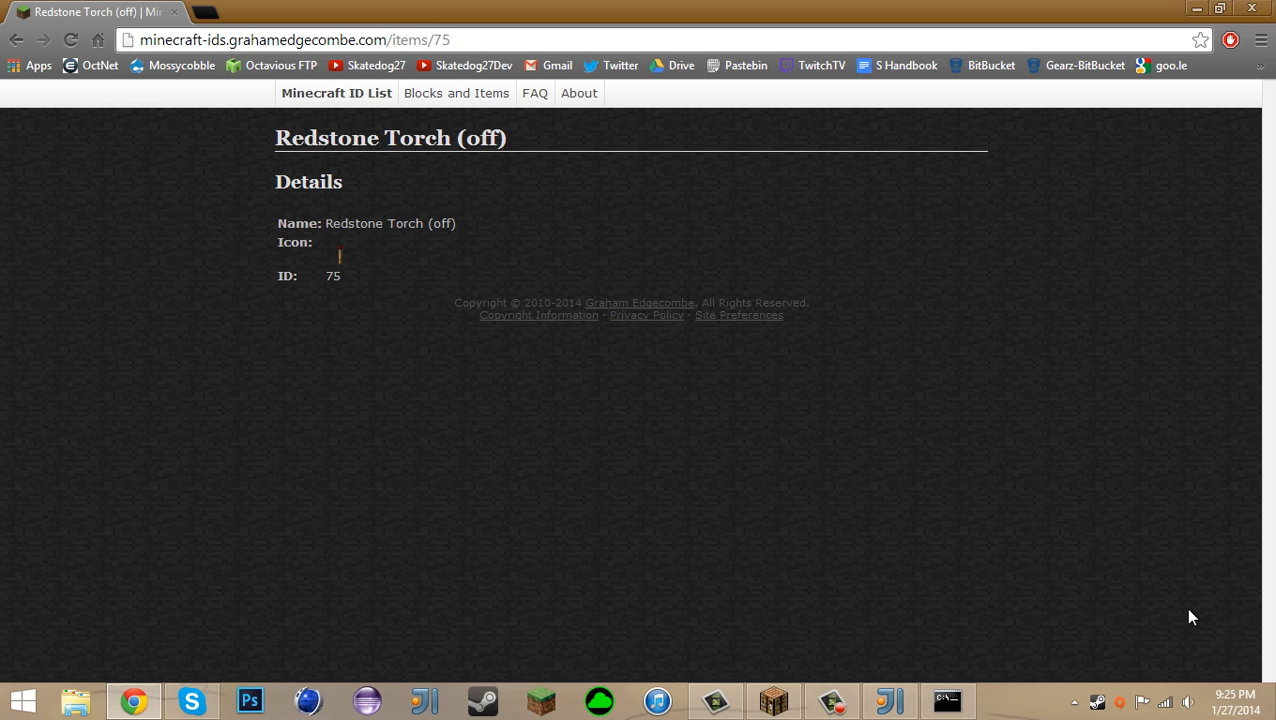 Redstone Torch (off) | Min
minecraft-ids.grahamedgecombe.com/items/75
Apps OctNet Mossycobble Octavious FTP Skatedog27 Skatedog27Dev Gmail Twitter Drive Pastebin TwitchTV S Handbook BitBucket Gearz-BitBucket goo.le »
Minecraft ID List Blocks and Items FAQ About
Redstone Torch (off)
Details
Name: Redstone Torch (off)
Icon:
ID: 75
Copyright © 2010-2014 Graham Edgecombe. All Rights Reserved.
Copyright Information · Privacy Policy · Site Preferences
9:25 PM
1/27/2014